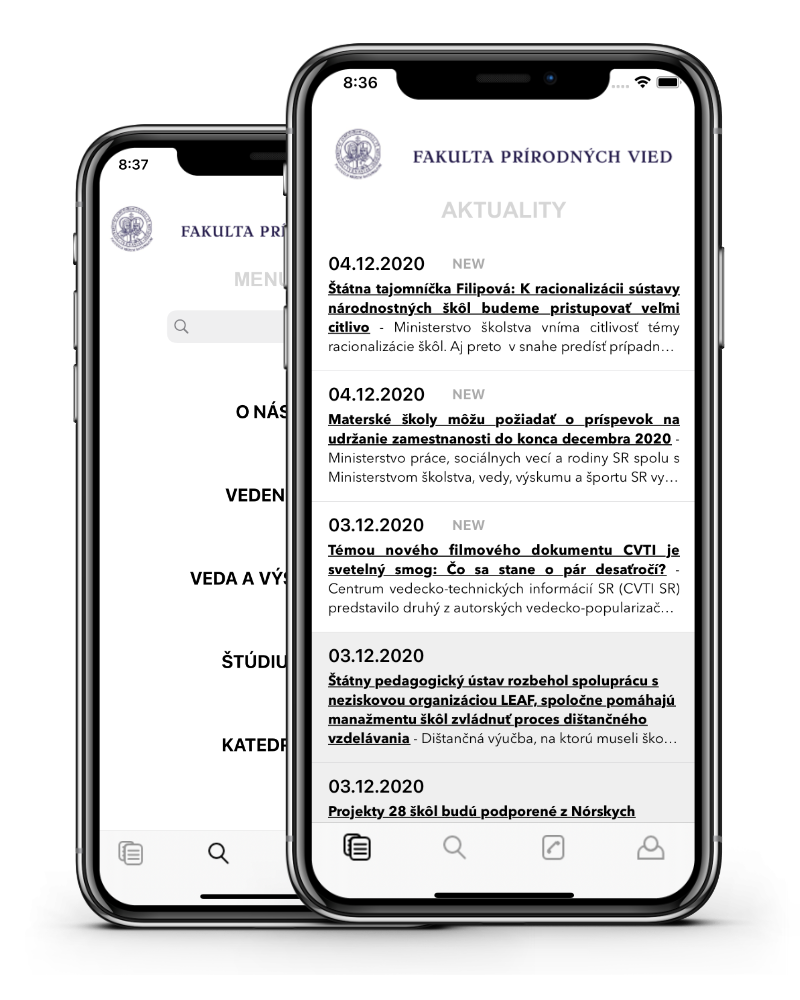 8:37
FAKULTA
MENU
O NÁS
VEDEN
VEDA A
ŠTÚDIU
KATED
8:36
FAKULTA PRÍRODNÝCH VIED
AKTUALITY
04.12.2020 NEW
Štátna tajomníčka Filipová: K racionalizácii sústavy
národnostných škôl budeme pristupovať veľmi
citlivo - Ministerstvo školstva vníma citlivosť témy
racionalizácie škôl. Aj preto v snahe predísť prípadn...
04.12.2020 NEW
Materské školy môžu požiadať o príspevok na
udržanie zamestnanosti do konca decembra 2020 -
Ministerstvo práce, sociálnych vecí a rodiny SR spolu s
Ministerstvom školstva, vedy, výskumu a športu SR vy...
03.12.2020 NEW
Témou nového filmového dokumentu CVTI je
svetelný smog: Čo sa stane o pár desaťročí? -
Centrum vedecko-technických informácií SR (CVTI SR)
predstavilo druhý z autorských vedecko-popularizač...
03.12.2020
Štátny pedagogický ústav rozbehol spoluprácu s
neziskovou organizáciou LEAF, spoločne pomáhajú
manažmentu škôl zvládnuť proces dištančného
vzdelávania - Dištančná výučba, na ktorú museli ško...
03.12.2020
Projekty 28 škôl budú podporené z Nórskych